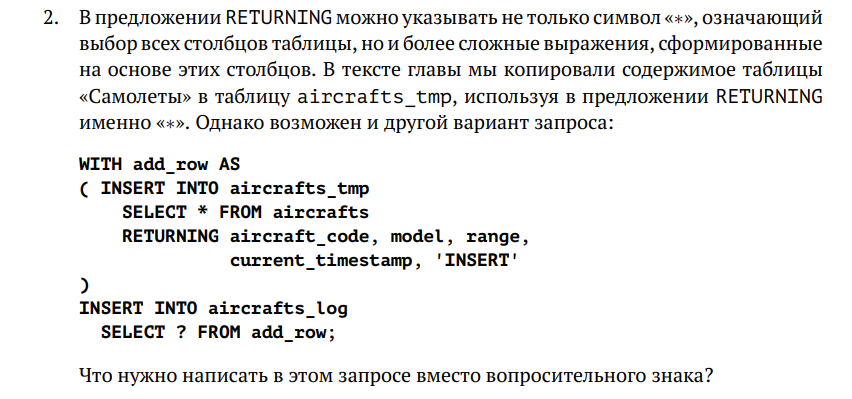 2. В предложении RETURNING можно указывать не только символ «*», означающий
выбор всех столбцов таблицы, но и более сложные выражения, сформированные
на основе этих столбцов. В тексте главы мы копировали содержимое таблицы
«Самолеты» в таблицу aircrafts_tmp, используя в предложении RETURNING
именно «*». Однако возможен и другой вариант запроса:
WITH add_row AS
( INSERT INTO aircrafts_tmp
SELECT * FROM aircrafts
RETURNING aircraft_code, model, range,
current_timestamp, 'INSERT'
)
INSERT INTO aircrafts_log
SELECT ? FROM add_row;
Что нужно написать в этом запросе вместо вопросительного знака?